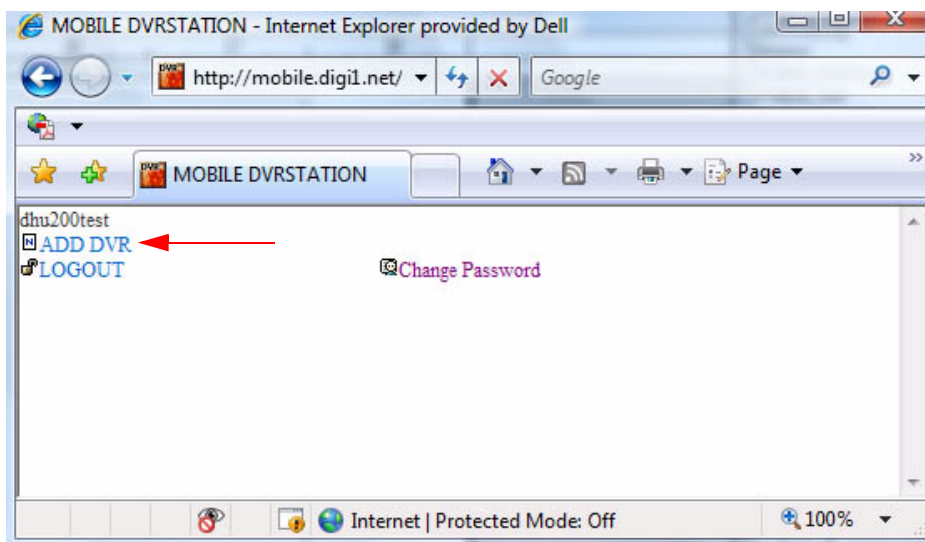 MOBILE DVRSTATION - Internet Explorer provided by Dell
http://mobile.digi1.net/ Google
MOBILE DVRSTATION Page
dhu200test
ADD DVR
LOGOUT Change Password
Internet | Protected Mode: Off 100%